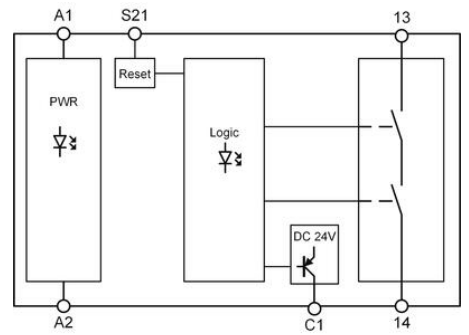 A1 S21 13
Reset
PWR
Logic
DC 24V
A2 C1 14